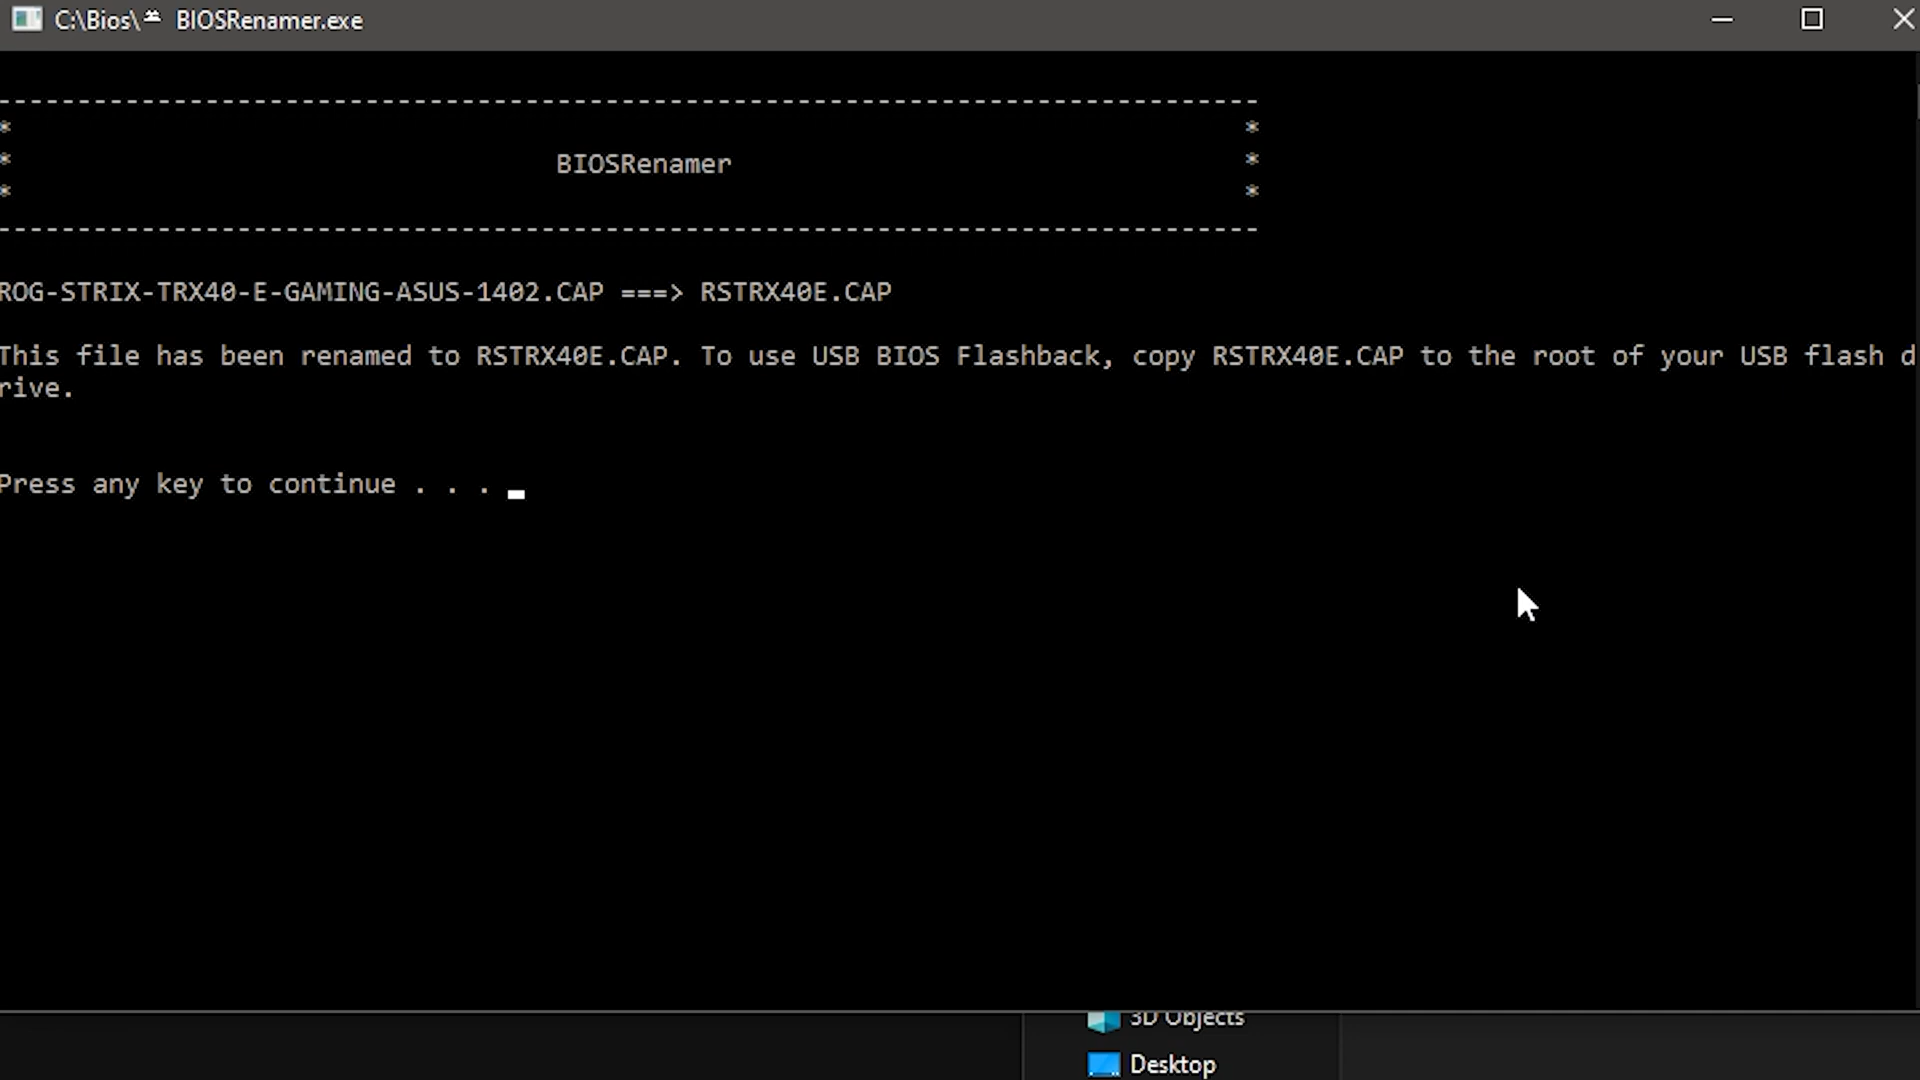 C:\Bios\ BIOSRenamer.exe
--------------------------------------------------------------------------------
* *
* BIOSRenamer *
* *
--------------------------------------------------------------------------------
ROG-STRIX-TRX40-E-GAMING-ASUS-1402.CAP ===> RSTRX40E.CAP
This file has been renamed to RSTRX40E.CAP. To use USB BIOS Flashback, copy RSTRX40E.CAP to the root of your USB flash d
rive.
Press any key to continue . . .
3D Objects
Desktop